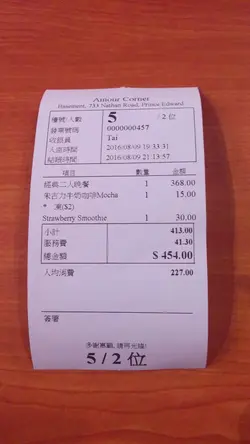 Amour Corner
Basement, 733 Nathan Road, Prince Edward
檯號/人數 5 / 2 位
發票號碼 0000000457
收銀員 Tai
入座時間 2016/08/09 19:33:31
結賬時間 2016/08/09 21:13:57
項目 數量 金額
經典二人晚餐 1 368.00
朱古力牛奶咖啡Mocha 1 15.00
* 凍($2)
Strawberry Smoothie 1 30.00
小計 413.00
服務費 41.30
總金額 $ 454.00
人均消費 227.00
簽署
多謝惠顧, 請再光臨!
5 / 2 位